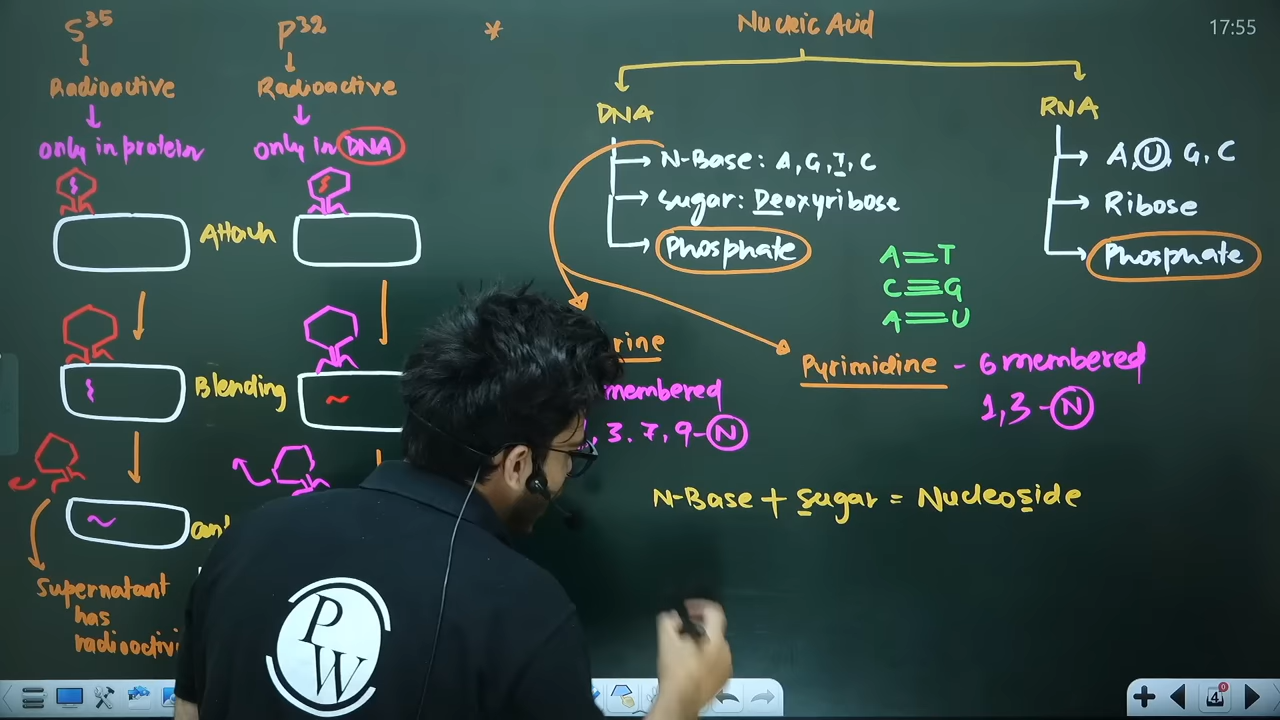 S35
↓
Radioactive
↓
only in protein
P32
↓
Radioactive
↓
only in DNA
Attach
Blending
Supernatant
has
*
Nucleic Acid
17:55
DNA
N-Base: A, G, T, C
Sugar: Deoxyribose
Phosphate
RNA
A, U, G, C
Ribose
Phosphate
A=T
C≡G
A=U
membered
3, 7, 9-N
Pyrimidine - 6 membered
1,3-N
N-Base + sugar = Nucleoside
PW
4